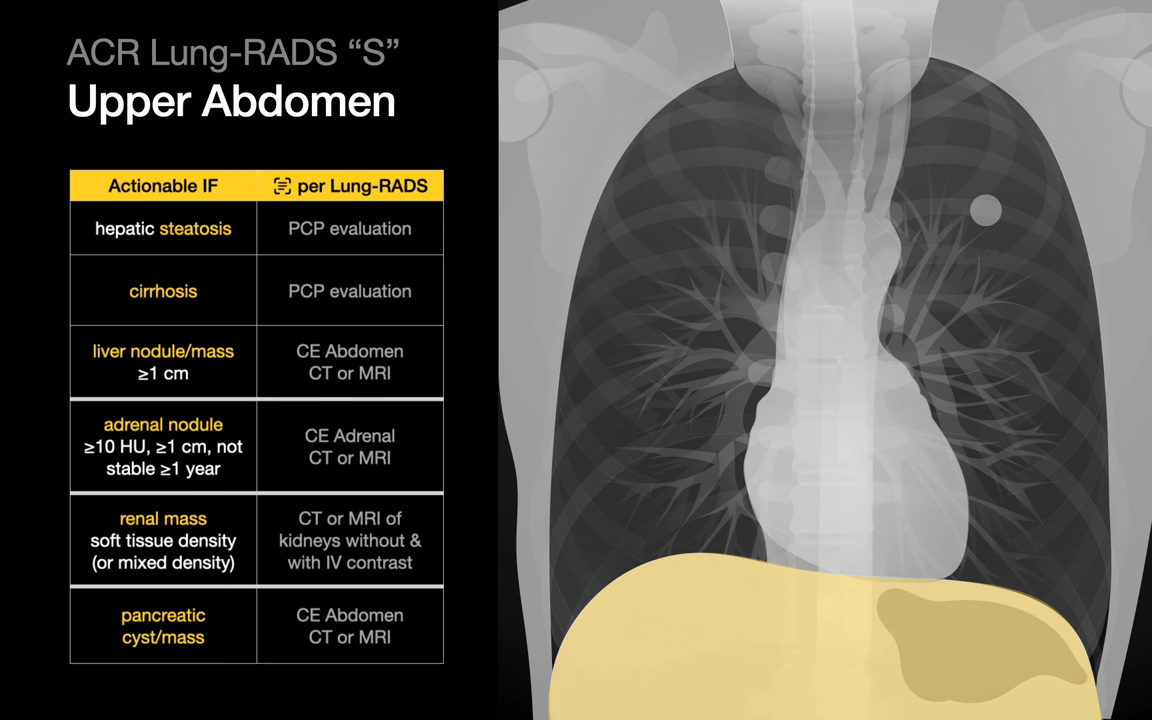 ACR Lung-RADS “S”
Upper Abdomen
Actionable IF
per Lung-RADS
hepatic steatosis
PCP evaluation
cirrhosis
PCP evaluation
liver nodule/mass
≥1 cm
CE Abdomen
CT or MRI
adrenal nodule
≥10 HU, ≥1 cm, not
stable ≥1 year
CE Adrenal
CT or MRI
renal mass
soft tissue density
(or mixed density)
CT or MRI of
kidneys without &
with IV contrast
pancreatic
cyst/mass
CE Abdomen
CT or MRI